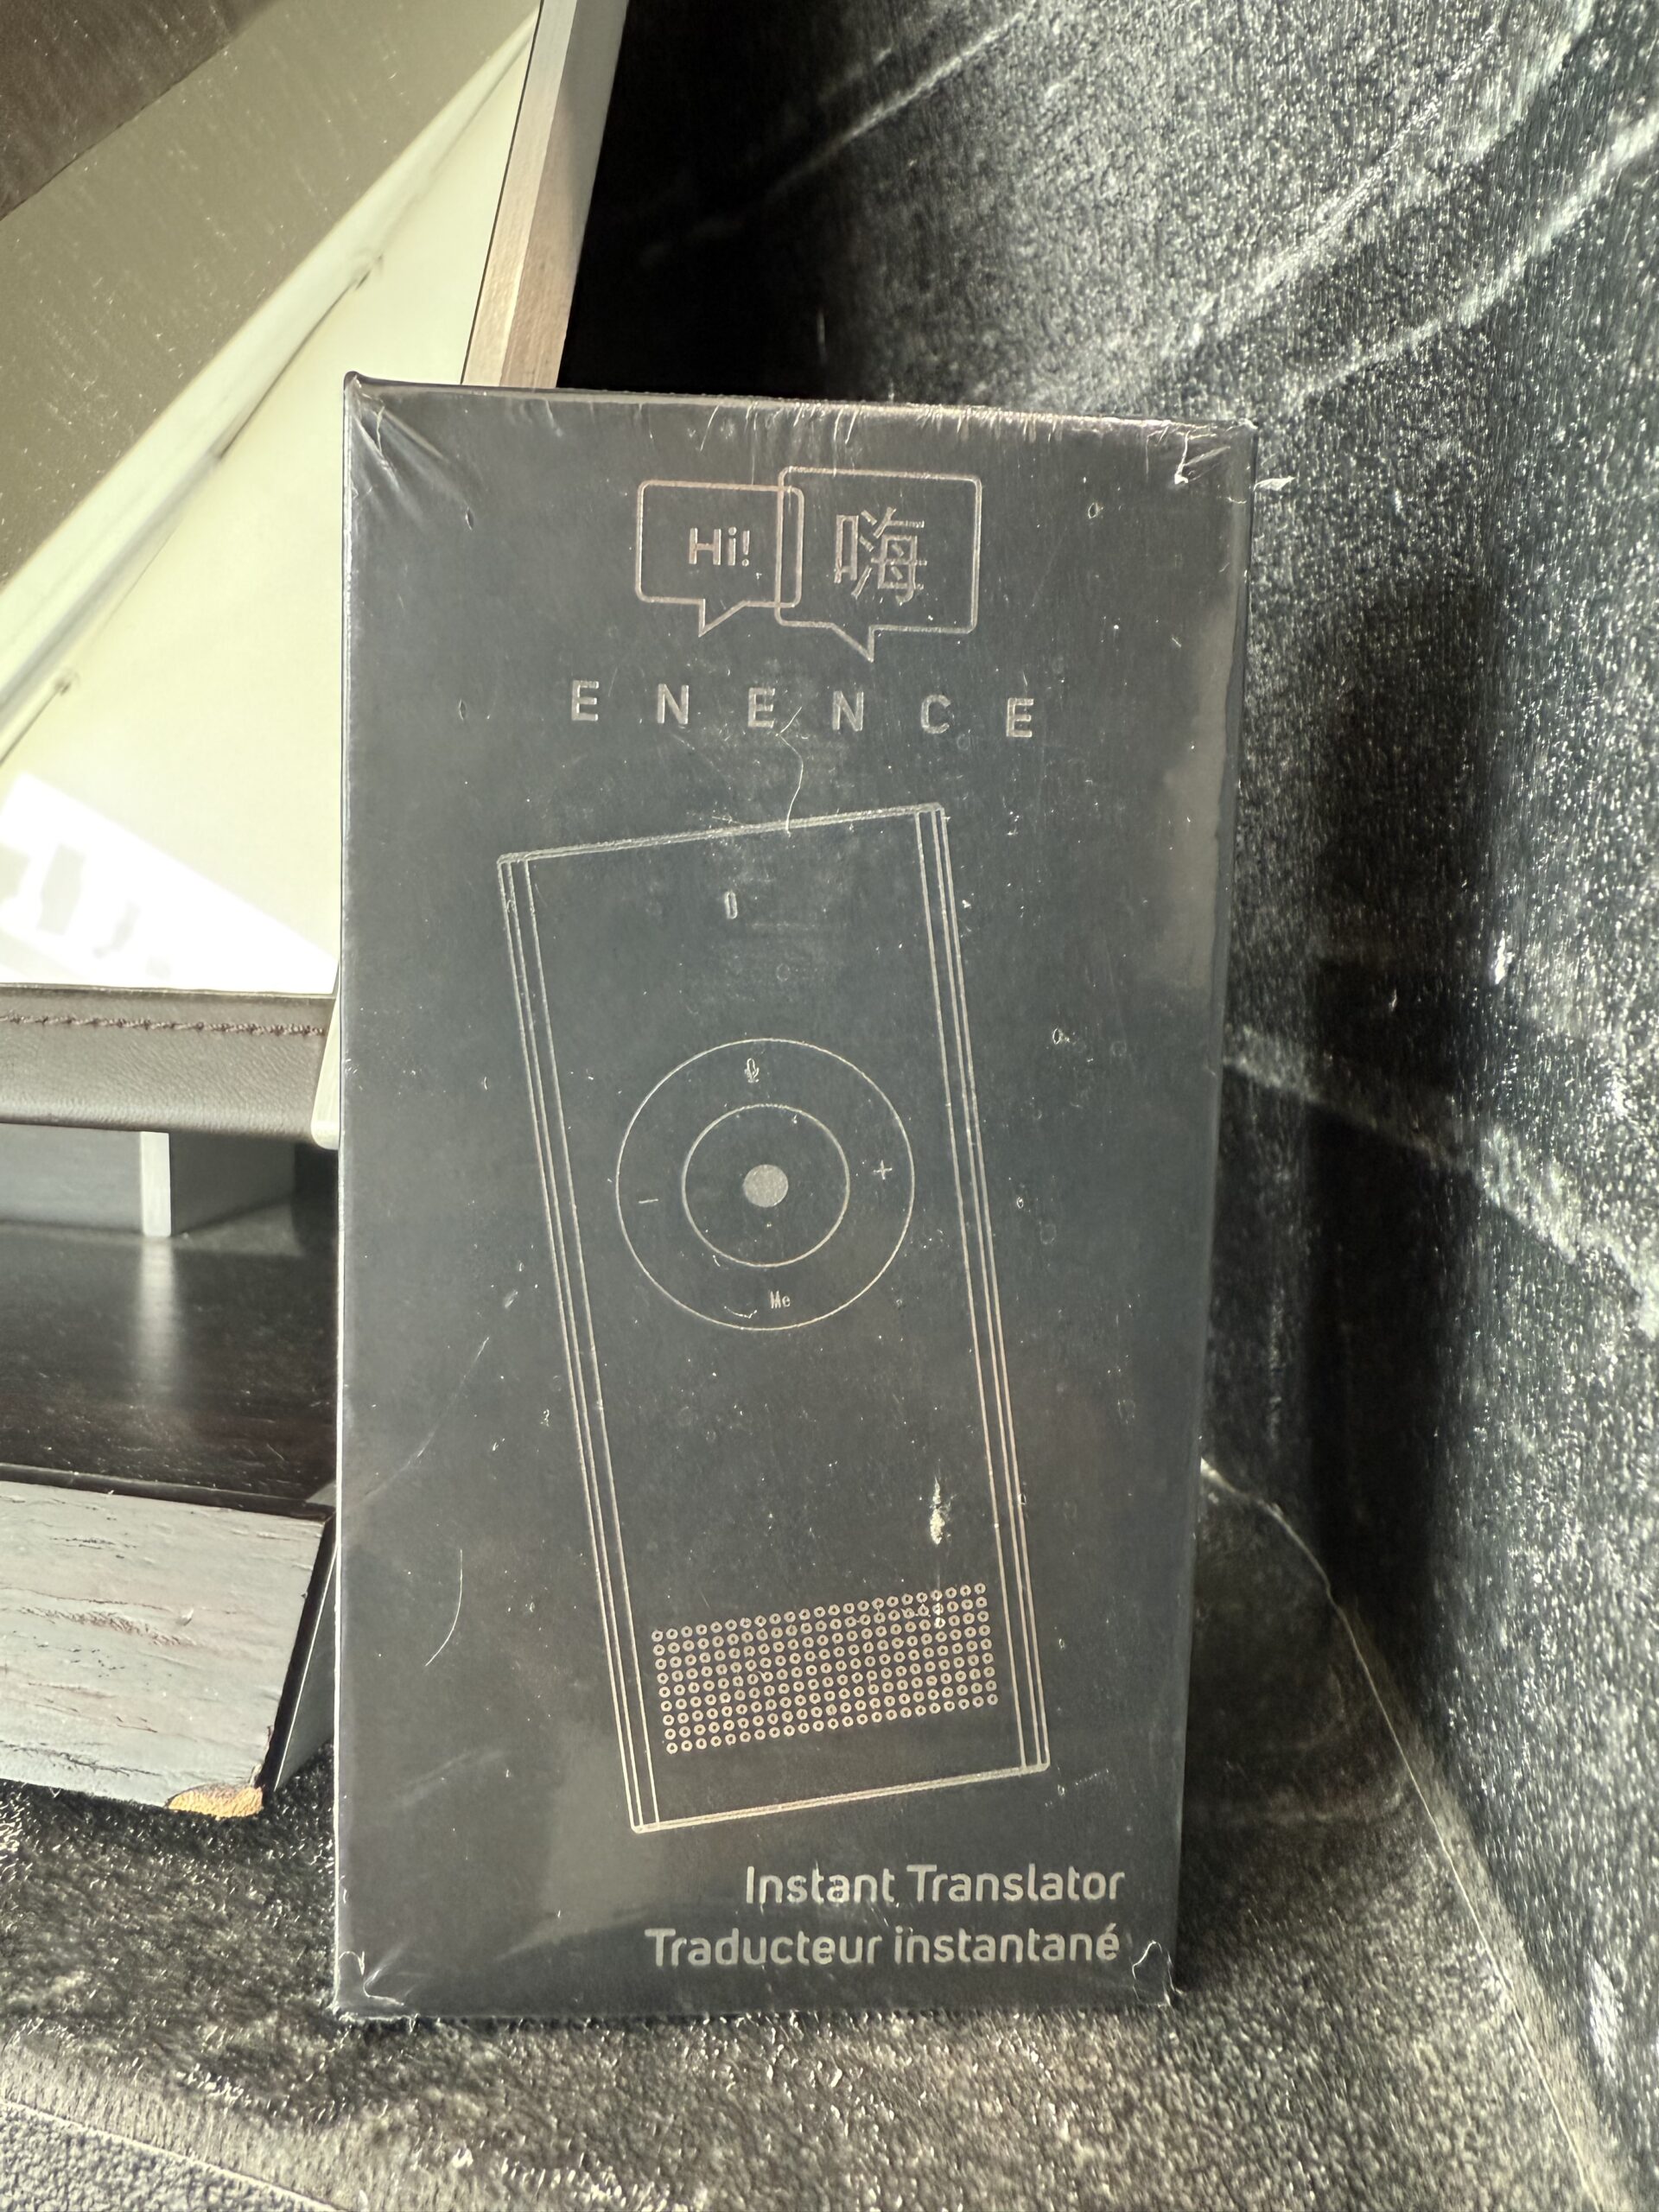 Hi! 嗨
ENENCE
+
−
Me
Instant Translator
Traducteur instantané